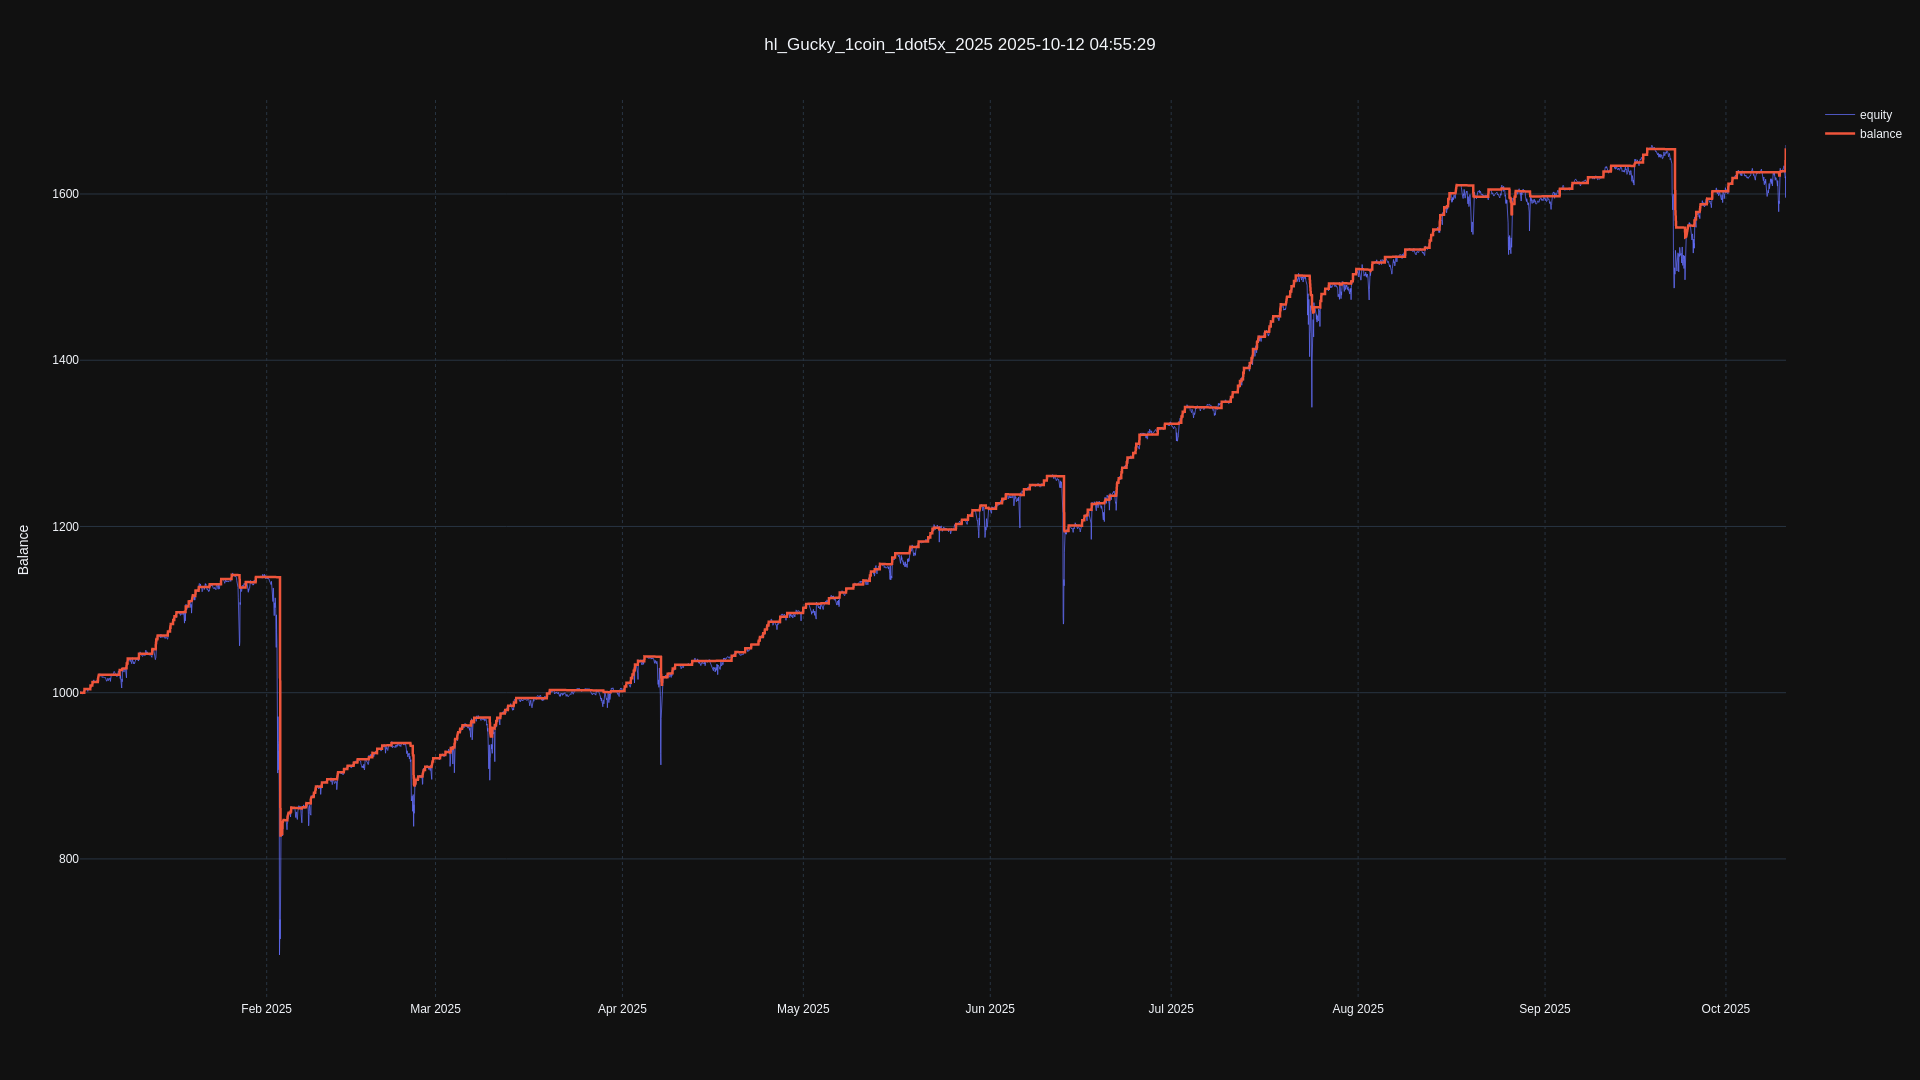 hl_Gucky_1coin_1dot5x_2025 2025-10-12 04:55:29
equity
balance
1600
1400
1200
1000
800
Balance
Feb 2025
Mar 2025
Apr 2025
May 2025
Jun 2025
Jul 2025
Aug 2025
Sep 2025
Oct 2025